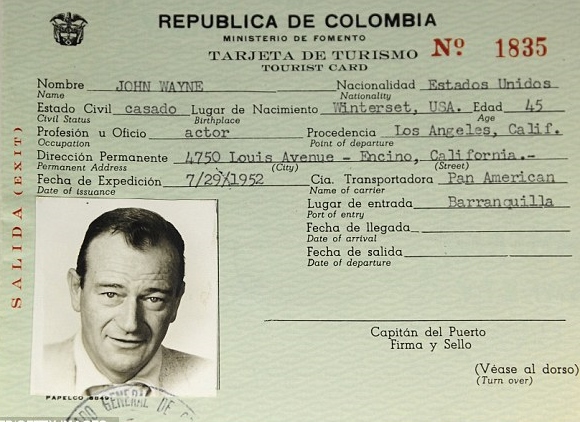 REPUBLICA DE COLOMBIA
MINISTERIO DE FOMENTO
TARJETA DE TURISMO Nº 1835
TOURIST CARD
Nombre JOHN WAYNE Nacionalidad Estados Unidos
Name Nationality
Estado Civil casado Lugar de Nacimiento Winterset, USA. Edad 45
Civil Status Birthplace Age
Profesión u Oficio actor Procedencia Los Angeles, Calif.
Occupation Point of departure
Dirección Permanente 4750 Louis Avenue - Encino, California.-
Permanent Address (City) (Street)
Fecha de Expedición 7/29/1952 Cia. Transportadora Pan American
Date of issuance Name of carrier
Lugar de entrada Barranquilla
Port of entry
Fecha de llegada
Date of arrival
Fecha de salida
Date of departure
SALIDA (EXIT)
Capitán del Puerto
Firma y Sello
(Véase al dorso)
(Turn over)
PAPELCO
GENERAL DE